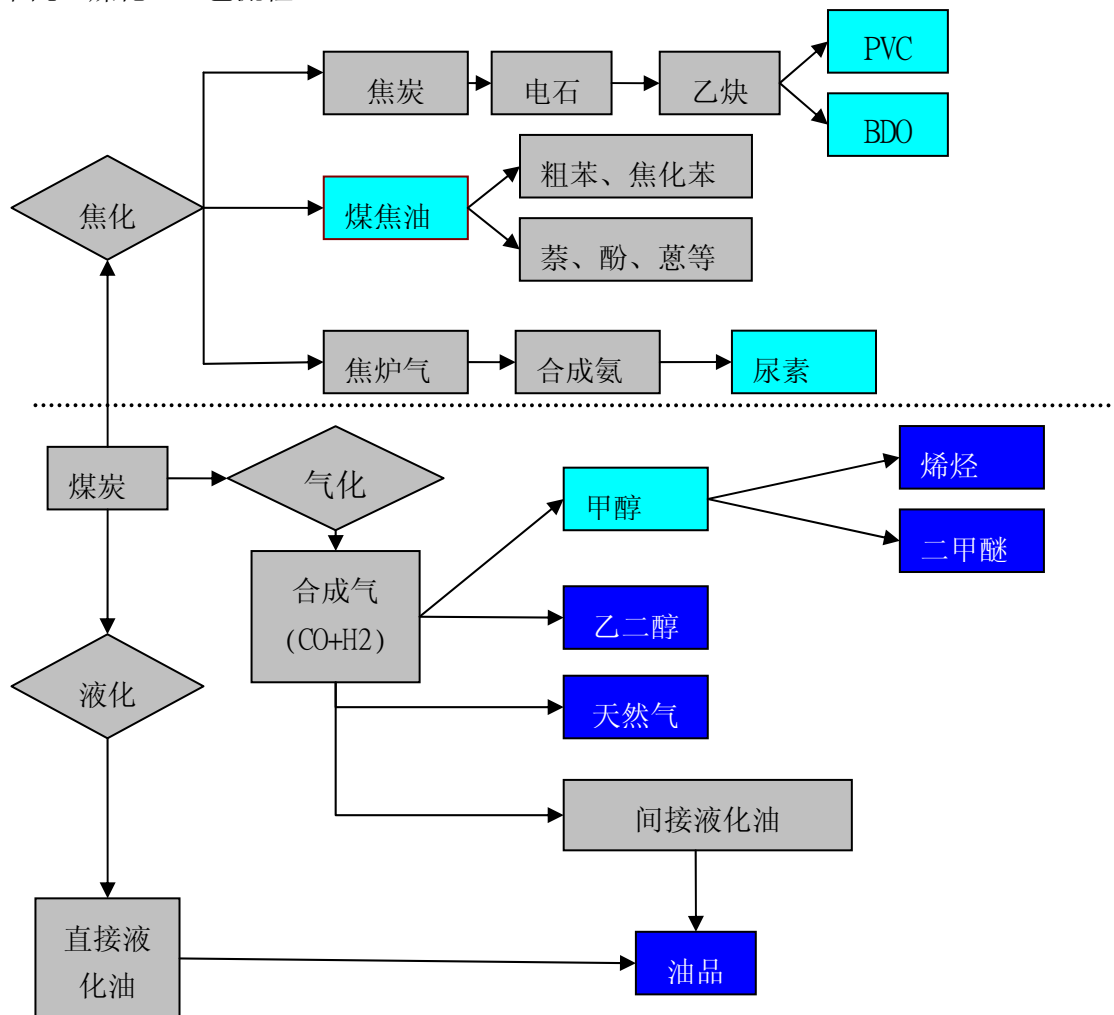 焦炭
电石
乙炔
PVC
BDO
焦化
煤焦油
粗苯、焦化苯
萘、酚、蒽等
焦炉气
合成氨
尿素
煤炭
气化
甲醇
烯烃
二甲醚
合成气
(CO+H2)
乙二醇
液化
天然气
间接液化油
直接液
化油
油品